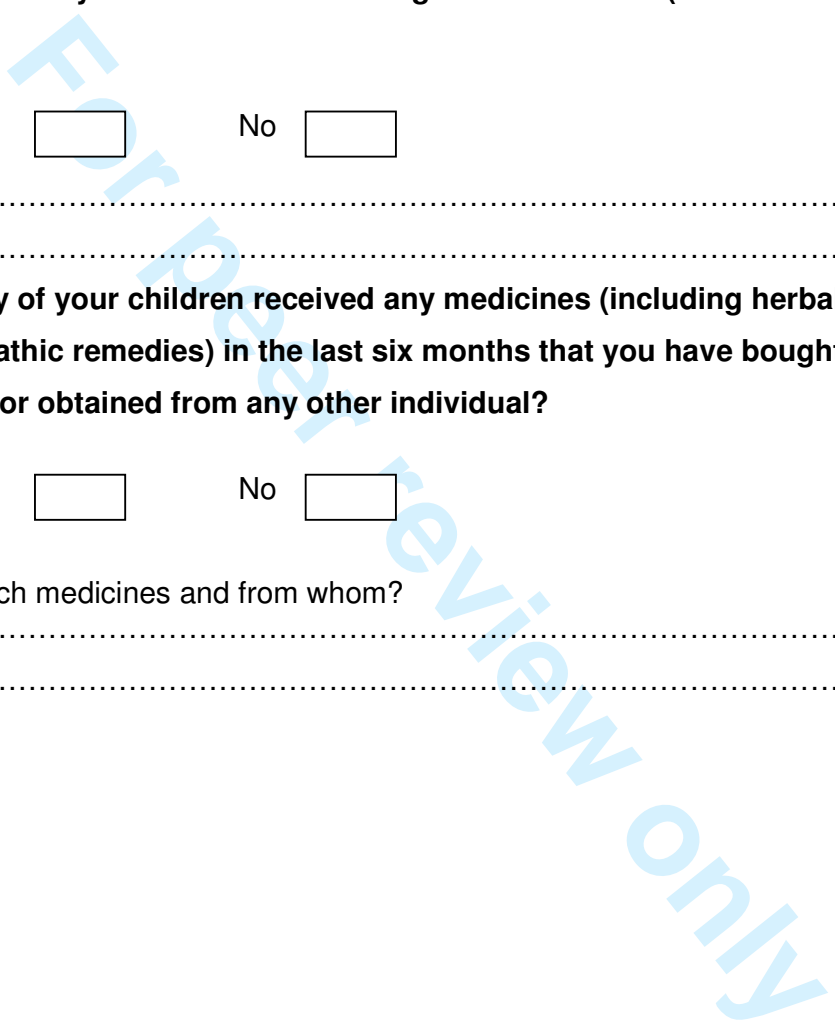 No
................................................................................
................................................................................
y of your children received any medicines (including herba
athic remedies) in the last six months that you have bought
or obtained from any other individual?
No
ch medicines and from whom?
................................................................................
................................................................................
For peer review only